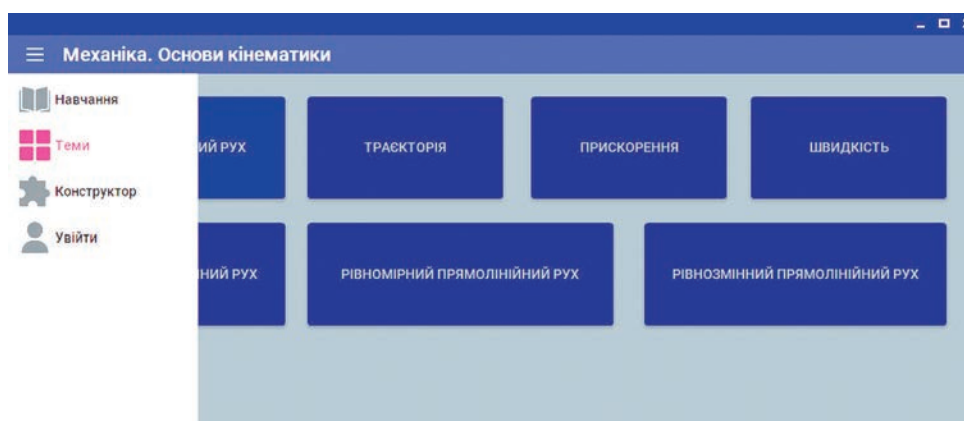 Механіка. Основи кінематики
Навчання
Теми
Конструктор
Увійти
ИЙ РУХ
ТРАЄКТОРІЯ
ПРИСКОРЕННЯ
ШВИДКІСТЬ
НИЙ РУХ
РІВНОМІРНИЙ ПРЯМОЛІНІЙНИЙ РУХ
РІВНОЗМІННИЙ ПРЯМОЛІНІЙНИЙ РУХ